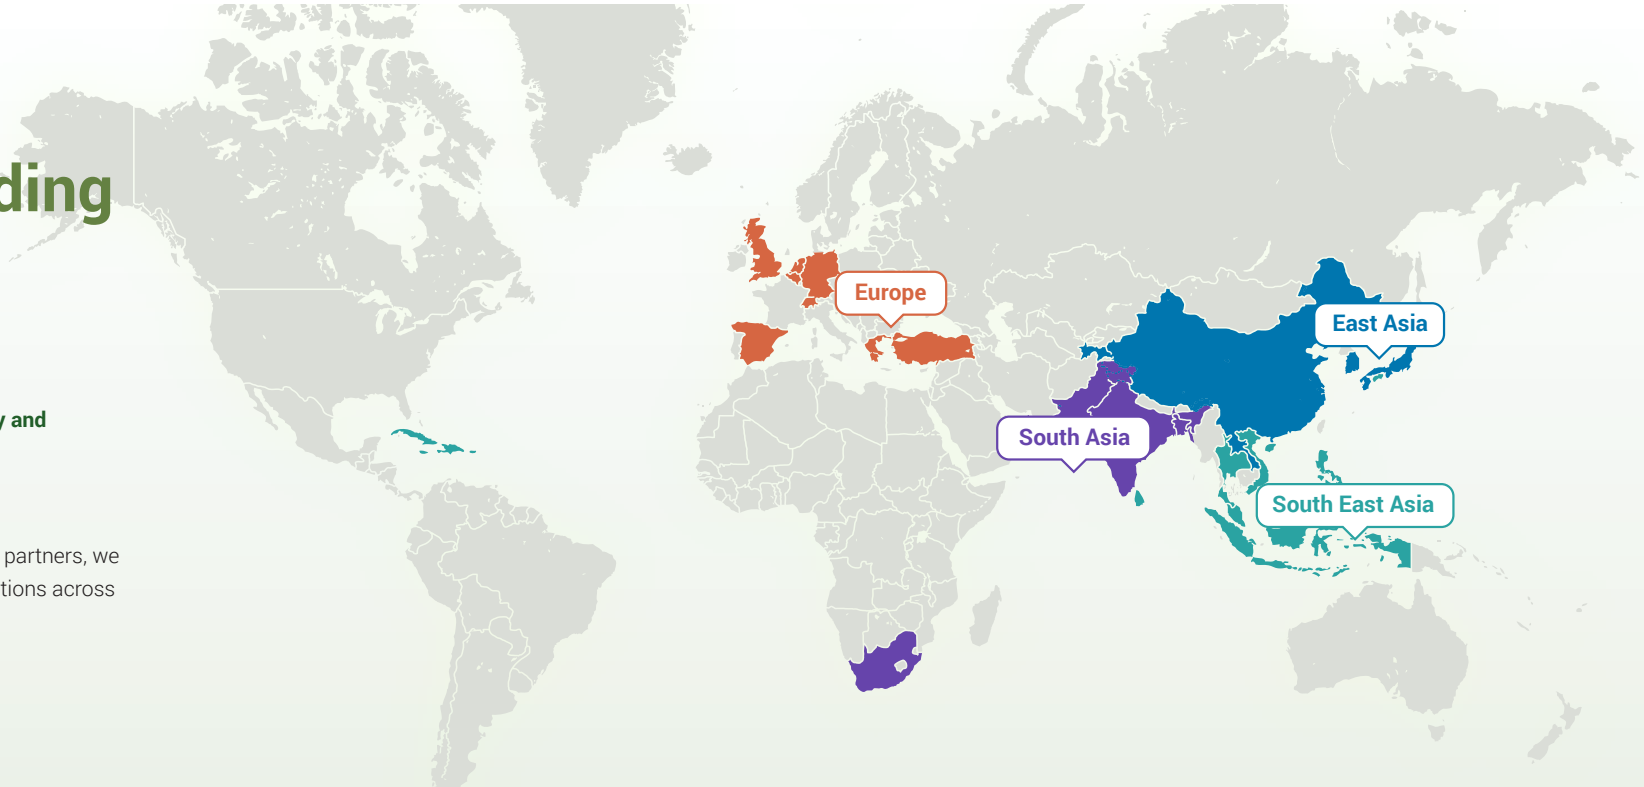 ding
Europe
East Asia
y and
South Asia
South East Asia
partners, we
tions across